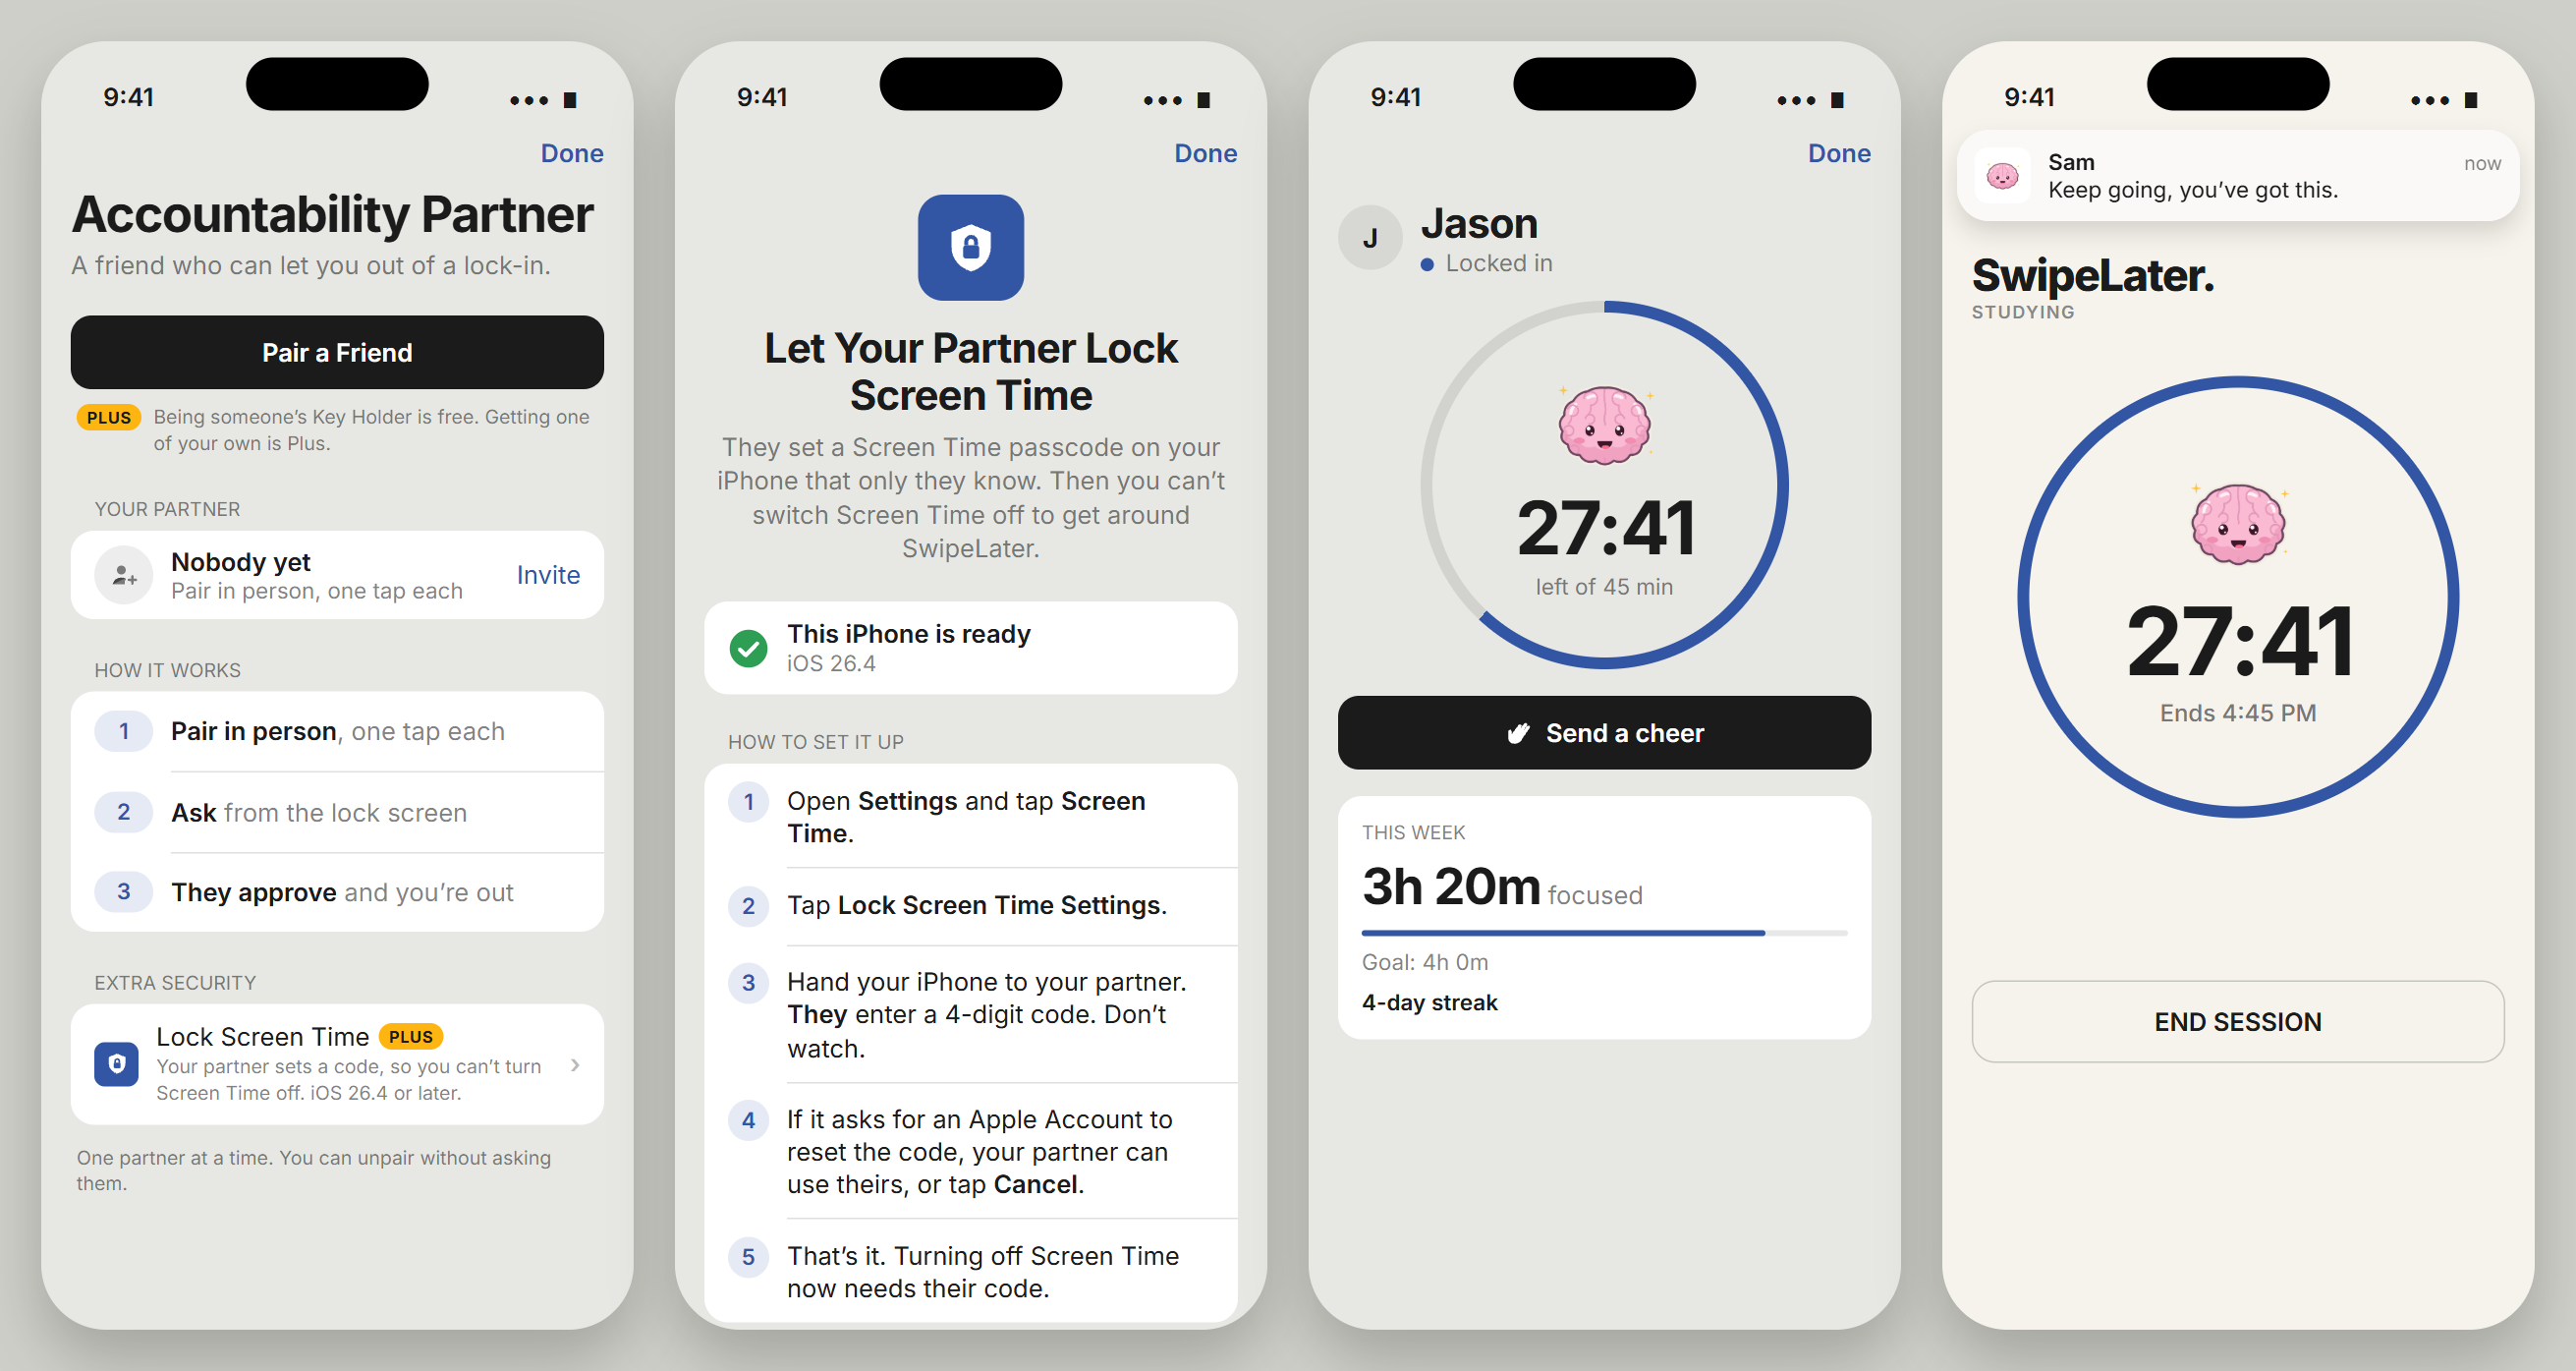 9:41
Done
Accountability Partner
A friend who can let you out of a lock-in.
Pair a Friend
PLUS Being someone’s Key Holder is free. Getting one
of your own is Plus.
YOUR PARTNER
Nobody yet
Pair in person, one tap each
Invite
HOW IT WORKS
1 Pair in person, one tap each
2 Ask from the lock screen
3 They approve and you’re out
EXTRA SECURITY
Lock Screen Time PLUS
Your partner sets a code, so you can’t turn
Screen Time off. iOS 26.4 or later.
One partner at a time. You can unpair without asking
them.
9:41
Done
Let Your Partner Lock
Screen Time
They set a Screen Time passcode on your
iPhone that only they know. Then you can’t
switch Screen Time off to get around
SwipeLater.
This iPhone is ready
iOS 26.4
HOW TO SET IT UP
1 Open Settings and tap Screen
Time.
2 Tap Lock Screen Time Settings.
3 Hand your iPhone to your partner.
They enter a 4-digit code. Don’t
watch.
4 If it asks for an Apple Account to
reset the code, your partner can
use theirs, or tap Cancel.
5 That’s it. Turning off Screen Time
now needs their code.
9:41
Done
J
Jason
Locked in
27:41
left of 45 min
Send a cheer
THIS WEEK
3h 20m focused
Goal: 4h 0m
4-day streak
9:41
Sam
now
Keep going, you’ve got this.
SwipeLater.
STUDYING
27:41
Ends 4:45 PM
END SESSION